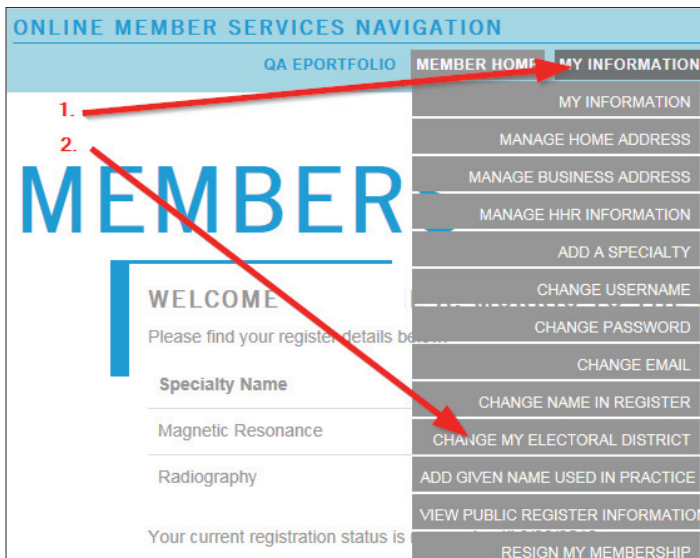 ONLINE MEMBER SERVICES NAVIGATION
QA EPORTFOLIO MEMBER HOME MY INFORMATION
1.
2.
MY INFORMATION
MANAGE HOME ADDRESS
MANAGE BUSINESS ADDRESS
MANAGE HHR INFORMATION
ADD A SPECIALTY
CHANGE USERNAME
CHANGE PASSWORD
CHANGE EMAIL
CHANGE NAME IN REGISTER
CHANGE MY ELECTORAL DISTRICT
ADD GIVEN NAME USED IN PRACTICE
VIEW PUBLIC REGISTER INFORMATION
RESIGN MY MEMBERSHIP
MEMBER
WELCOME
Please find your register details
Specialty Name
Magnetic Resonance
Radiography
Your current registration status is